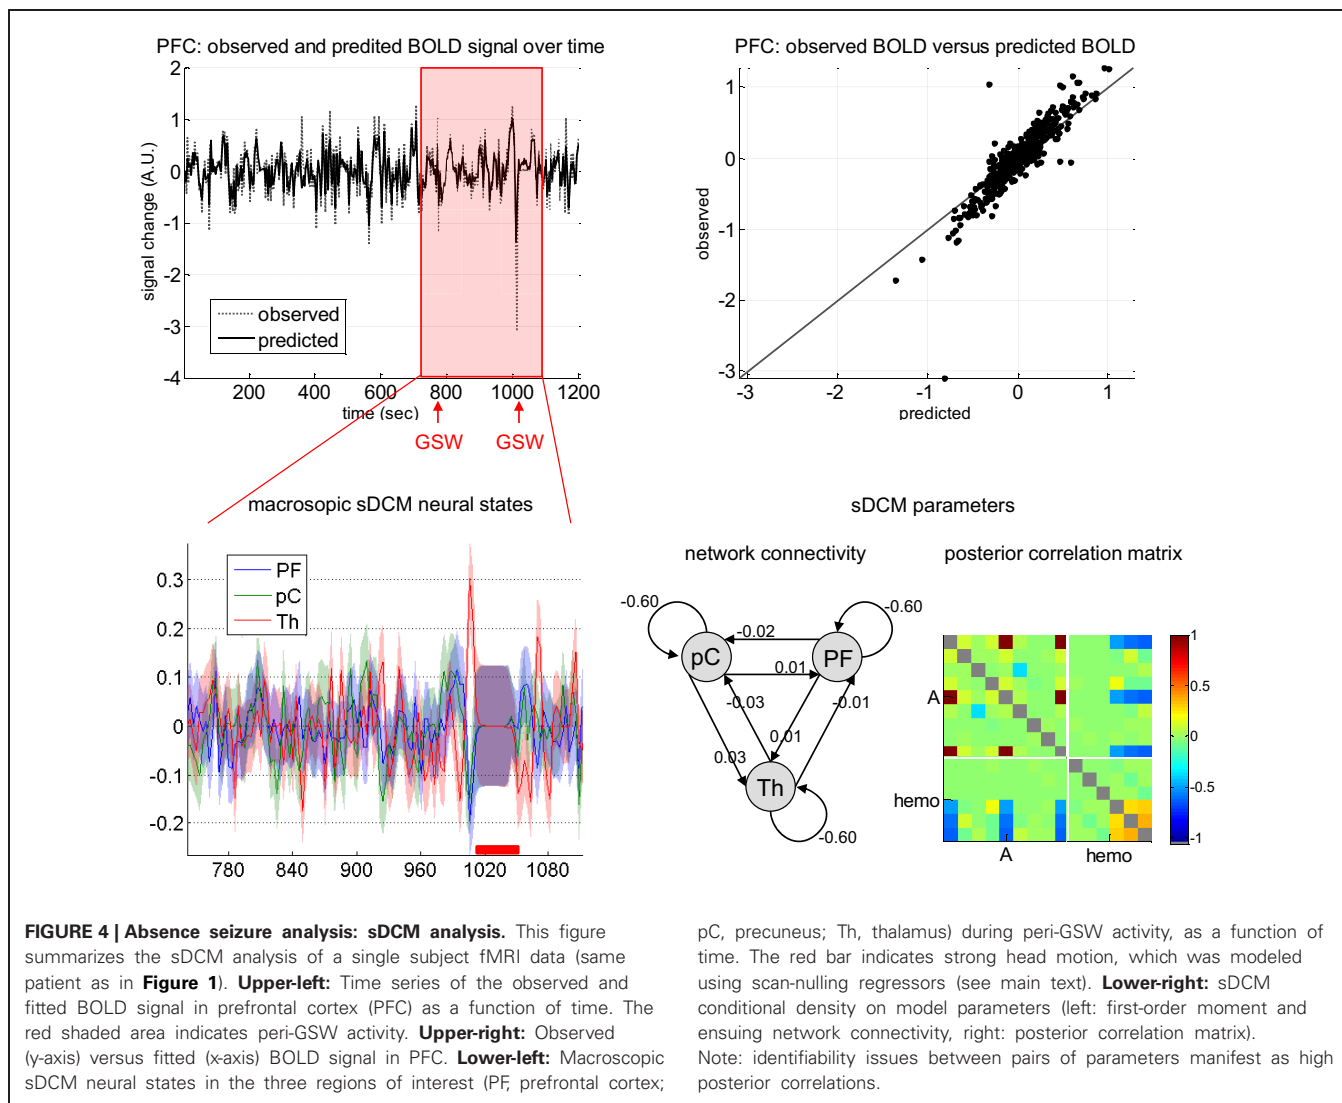 PFC: observed and predited BOLD signal over time
2
1
0
-1
-2
-3
-4
signal change (A.U.)
observed
predicted
200
400
600
800
1000
1200
time (sec)
GSW
GSW
PFC: observed BOLD versus predicted BOLD
1
0
-1
-2
-3
observed
-3
-2
-1
0
1
predicted
macrosopic sDCM neural states
PF
pC
Th
0.3
0.2
0.1
0
-0.1
-0.2
780
840
900
960
1020
1080
sDCM parameters
network connectivity
-0.60
-0.60
-0.02
pC
PF
0.01
-0.03
-0.01
0.01
0.03
Th
-0.60
posterior correlation matrix
A
hemo
A
hemo
1
0.5
0
-0.5
-1
FIGURE 4 | Absence seizure analysis: sDCM analysis. This figure
summarizes the sDCM analysis of a single subject fMRI data (same
patient as in Figure 1). Upper-left: Time series of the observed and
fitted BOLD signal in prefrontal cortex (PFC) as a function of time. The
red shaded area indicates peri-GSW activity. Upper-right: Observed
(y-axis) versus fitted (x-axis) BOLD signal in PFC. Lower-left: Macroscopic
sDCM neural states in the three regions of interest (PF, prefrontal cortex;
pC, precuneus; Th, thalamus) during peri-GSW activity, as a function of
time. The red bar indicates strong head motion, which was modeled
using scan-nulling regressors (see main text). Lower-right: sDCM
conditional density on model parameters (left: first-order moment and
ensuing network connectivity, right: posterior correlation matrix).
Note: identifiability issues between pairs of parameters manifest as high
posterior correlations.